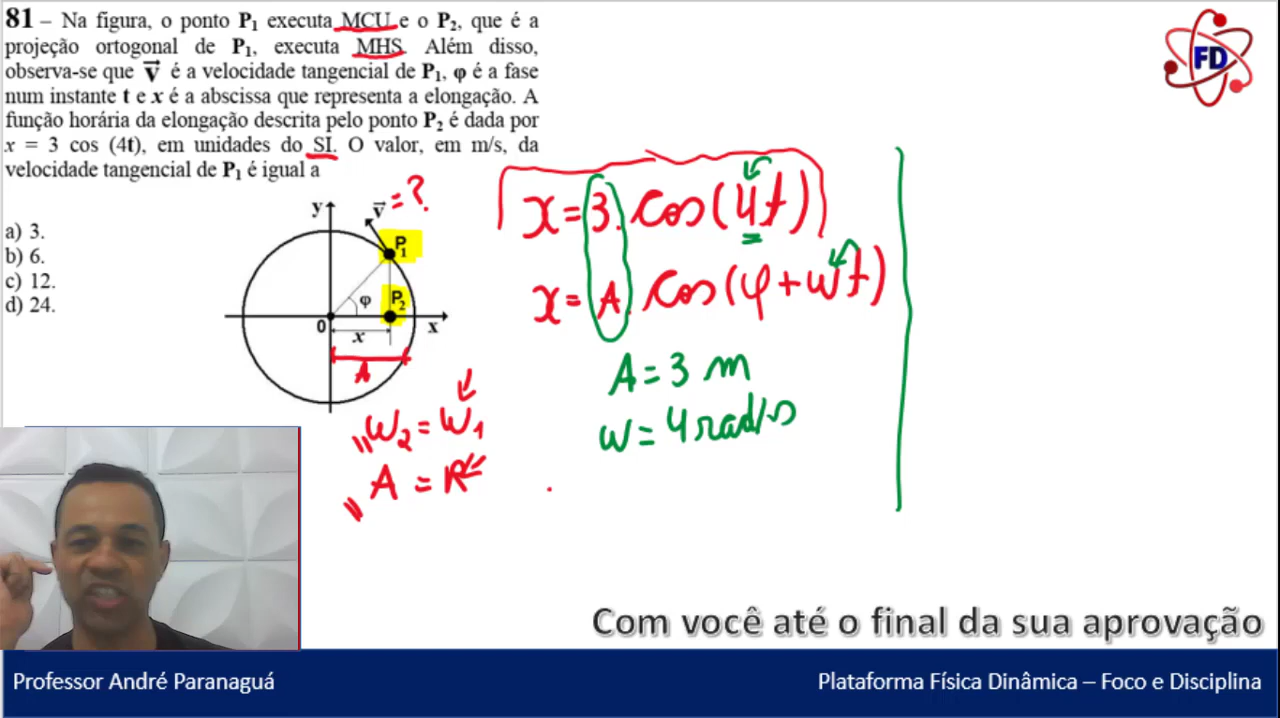 81 – Na figura, o ponto P₁ executa MCU e o P₂, que é a
projeção ortogonal de P₁, executa MHS. Além disso,
observa-se que v⃗ é a velocidade tangencial de P₁, φ é a fase
num instante t e x é a abscissa que representa a elongação. A
função horária da elongação descrita pelo ponto P₂ é dada por
x = 3 cos (4t), em unidades do SI. O valor, em m/s, da
velocidade tangencial de P₁ é igual a
a) 3.
b) 6.
c) 12.
d) 24.
y
v⃗ = ?
P₁
φ
P₂
0
x
x
A
W₂ = W₁
A = R
x = 3 . cos(4t)
x = A . cos(φ + wt)
A = 3 m
w = 4 rad/s
FD
Com você até o final da sua aprovação
Professor André Paranaguá
Plataforma Física Dinâmica – Foco e Disciplina